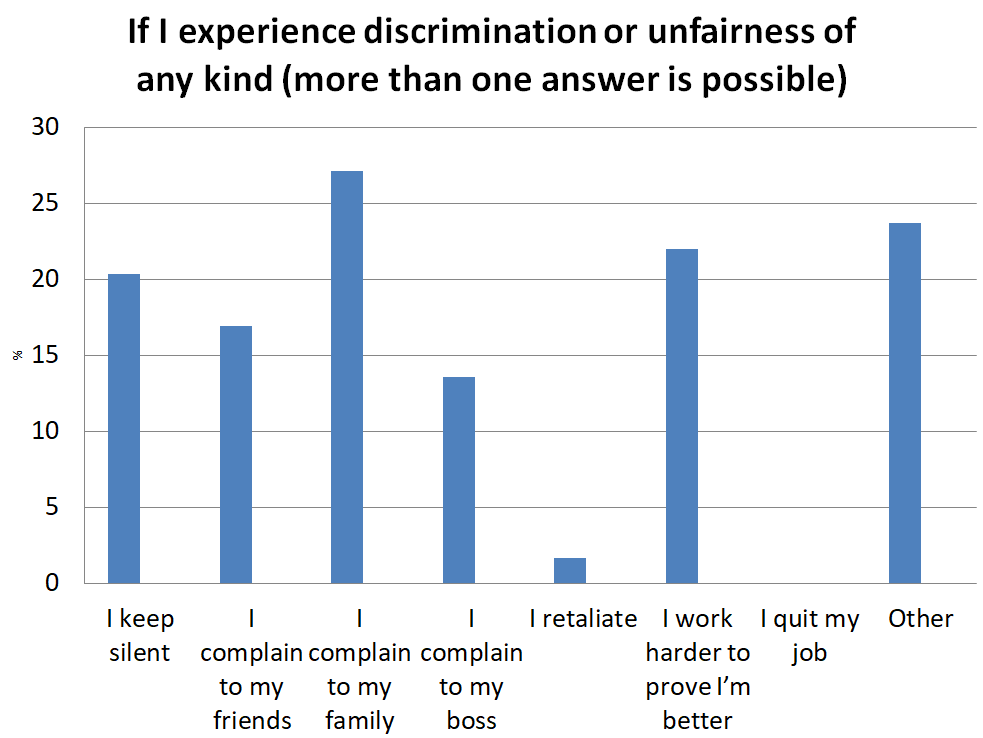 If I experience discrimination or unfairness of
any kind (more than one answer is possible)
30
25
20
15
10
5
0
%
I keep
silent
I
complain
to my
friends
I
complain
to my
family
I
complain
to my
boss
I retaliate
I work
harder to
prove I’m
better
I quit my
job
Other